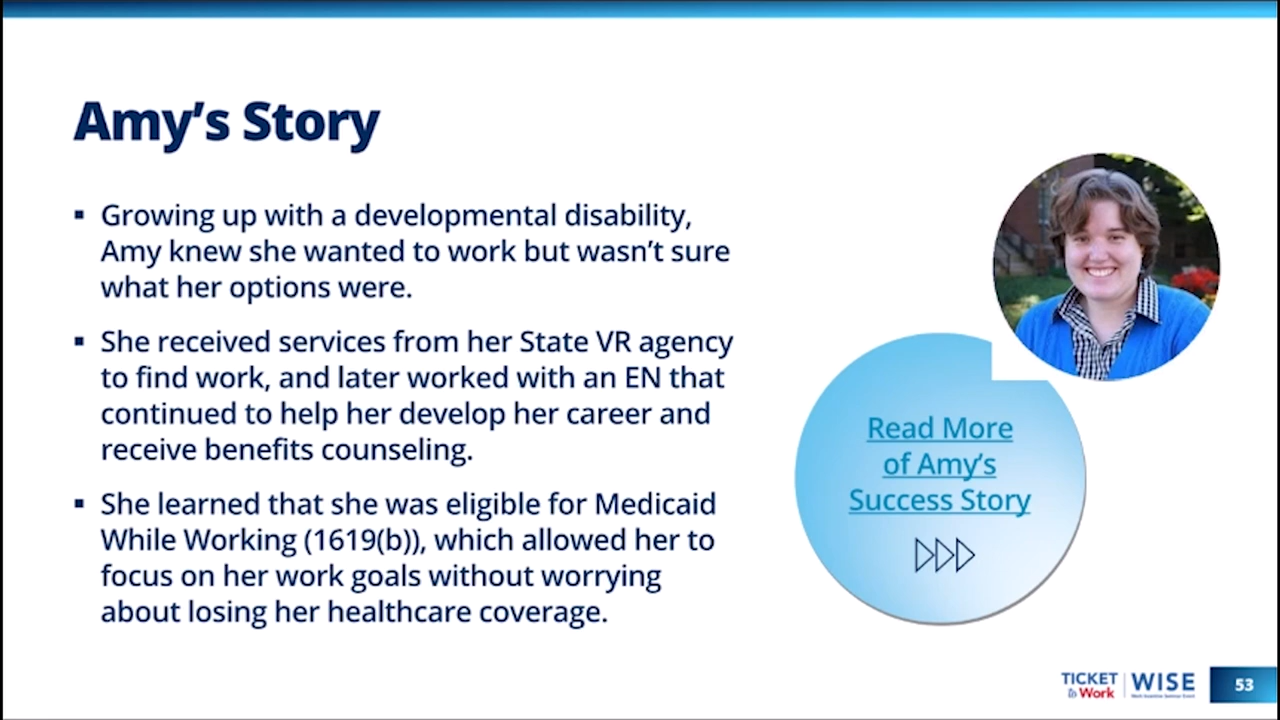 Amy’s Story
▪ Growing up with a developmental disability,
Amy knew she wanted to work but wasn’t sure
what her options were.
▪ She received services from her State VR agency
to find work, and later worked with an EN that
continued to help her develop her career and
receive benefits counseling.
▪ She learned that she was eligible for Medicaid
While Working (1619(b)), which allowed her to
focus on her work goals without worrying
about losing her healthcare coverage.
Read More
of Amy’s
Success Story
TICKET
to Work
WISE
Work Incentive Seminar Event
53